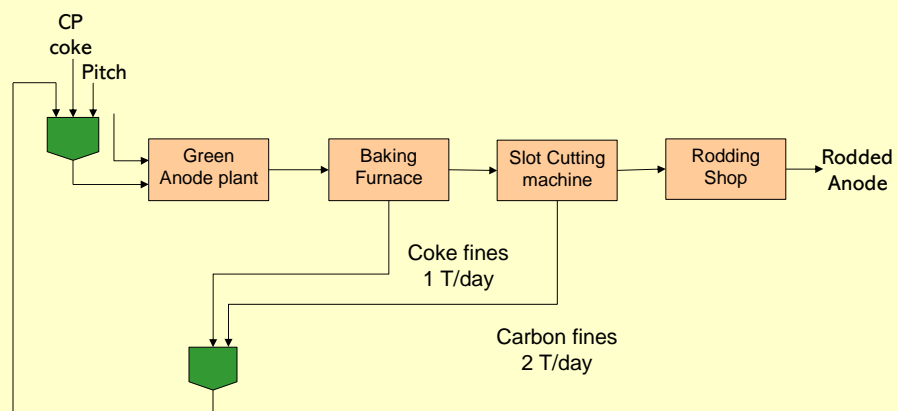 CP
coke
Pitch
Green
Anode plant
Baking
Furnace
Slot Cutting
machine
Rodding
Shop
Rodded
Anode
Coke fines
1 T/day
Carbon fines
2 T/day